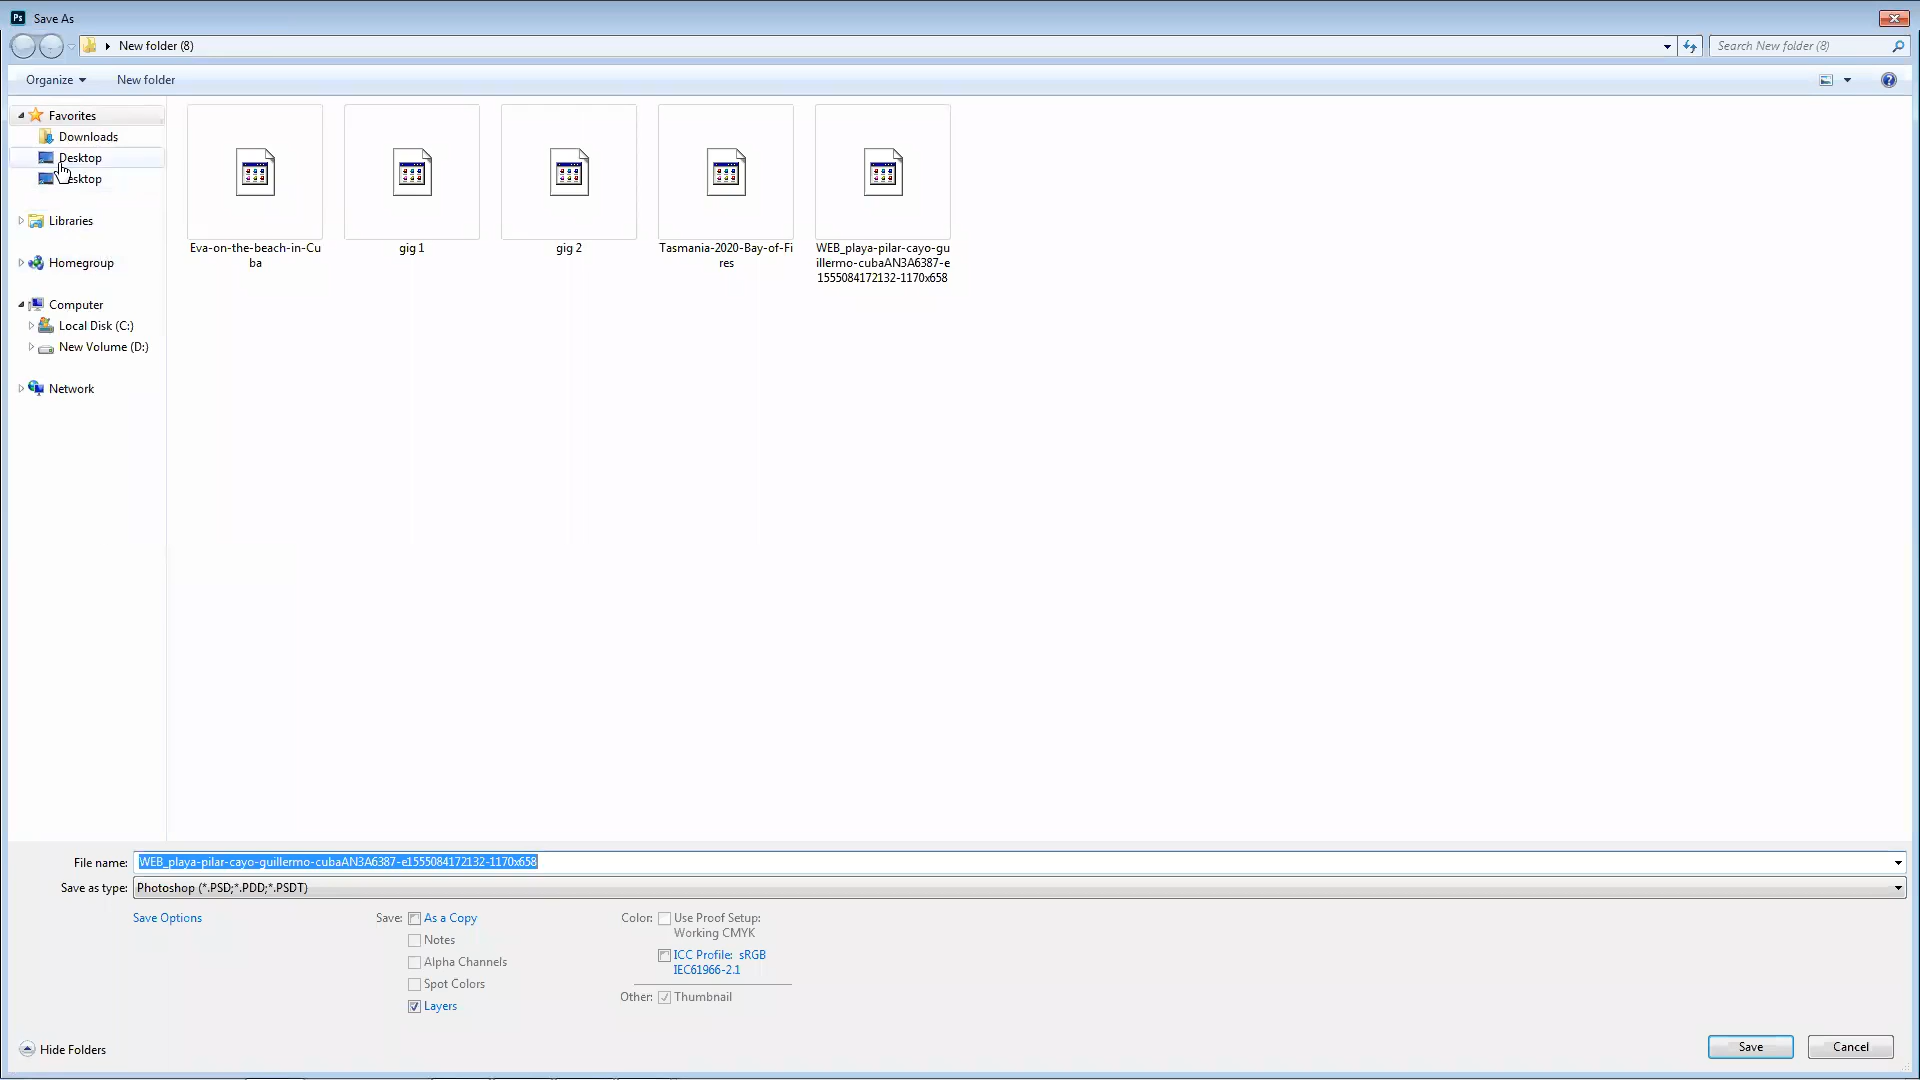 Ps Save As
New folder (8)
Search New folder (8)
Organize
New folder
Favorites
Downloads
Desktop
esktop
Libraries
Homegroup
Computer
Local Disk (C:)
New Volume (D:)
Network
Eva-on-the-beach-in-Cu
ba
gig 1
gig 2
Tasmania-2020-Bay-of-Fi
res
WEB_playa-pilar-cayo-gu
illermo-cubaAN3A6387-e
1555084172132-1170x658
File name: WEB_playa-pilar-cayo-guillermo-cubaAN3A6387-e1555084172132-1170x658
Save as type: Photoshop (*.PSD;*.PDD;*.PSDT)
Save Options
Save: As a Copy
Notes
Alpha Channels
Spot Colors
Layers
Color: Use Proof Setup:
Working CMYK
ICC Profile: sRGB
IEC61966-2.1
Other: Thumbnail
Hide Folders
Save
Cancel